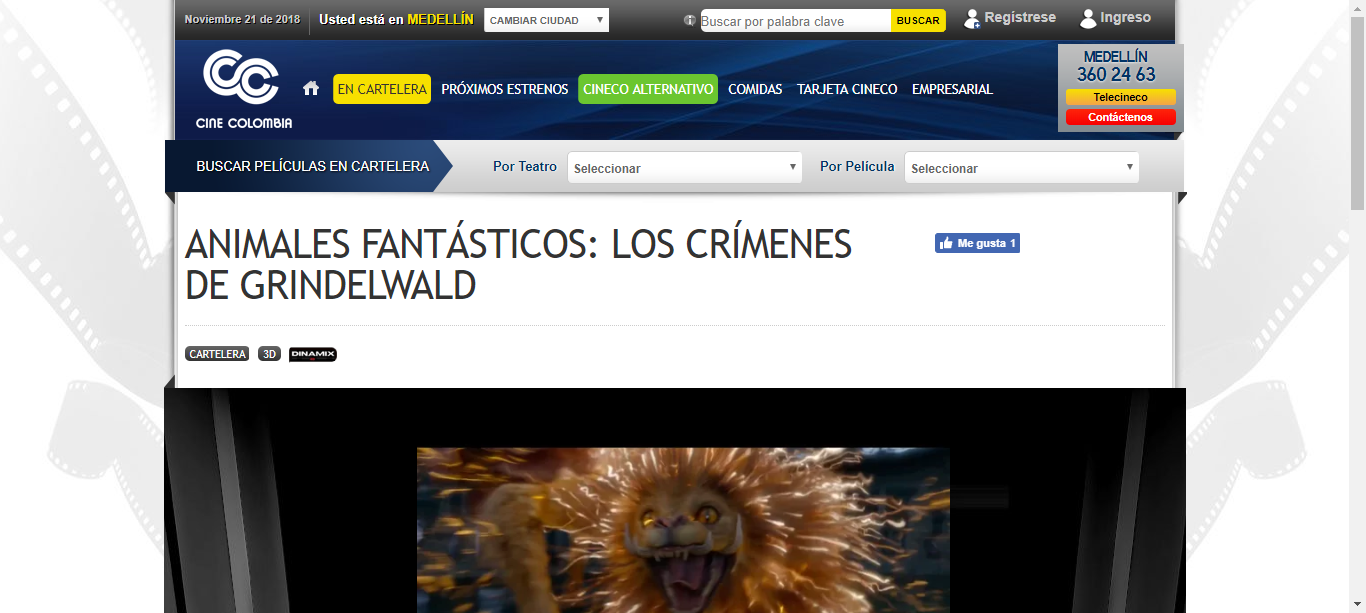 Noviembre 21 de 2018 Usted está en MEDELLÍN CAMBIAR CIUDAD Buscar por palabra clave BUSCAR Regístrese Ingreso
CINE COLOMBIA
EN CARTELERA PRÓXIMOS ESTRENOS CINECO ALTERNATIVO COMIDAS TARJETA CINECO EMPRESARIAL
MEDELLÍN
360 24 63
Telecineco
Contáctenos
BUSCAR PELÍCULAS EN CARTELERA Por Teatro Seleccionar Por Película Seleccionar
ANIMALES FANTÁSTICOS: LOS CRÍMENES
DE GRINDELWALD
Me gusta 1
CARTELERA 3D DINAMIX